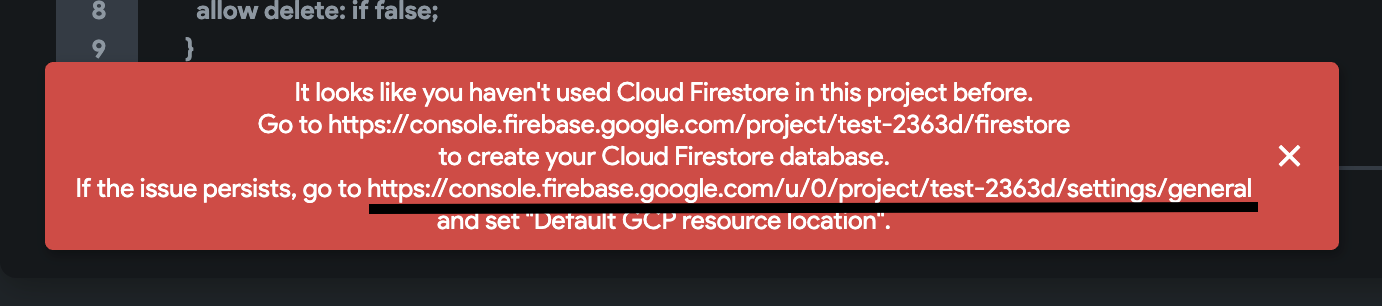 8 allow delete: if false;
9 }
It looks like you haven't used Cloud Firestore in this project before.
Go to https://console.firebase.google.com/project/test-2363d/firestore
to create your Cloud Firestore database.
If the issue persists, go to https://console.firebase.google.com/u/0/project/test-2363d/settings/general
and set "Default GCP resource location".